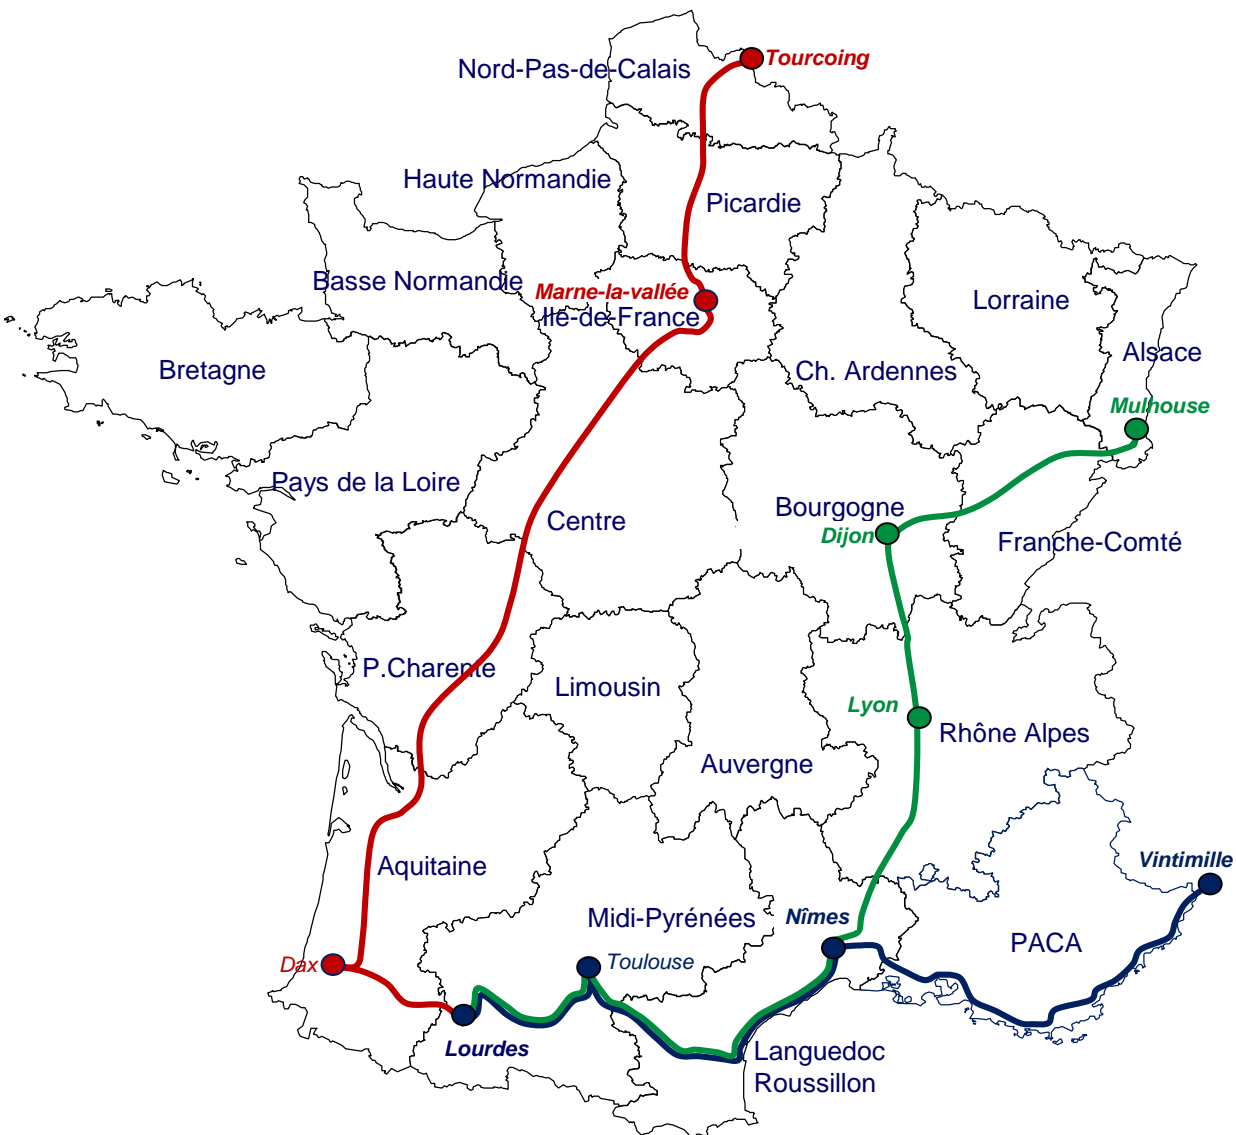 Tourcoing
Nord-Pas-de-Calais
Haute Normandie
Picardie
Basse Normandie
Marne-la-vallée
Ile-de-France
Lorraine
Bretagne
Ch. Ardennes
Alsace
Mulhouse
Pays de la Loire
Centre
Bourgogne
Dijon
Franche-Comté
P.Charente
Limousin
Lyon
Rhône Alpes
Auvergne
Aquitaine
Vintimille
Midi-Pyrénées
Nîmes
PACA
Dax
Toulouse
Lourdes
Languedoc
Roussillon